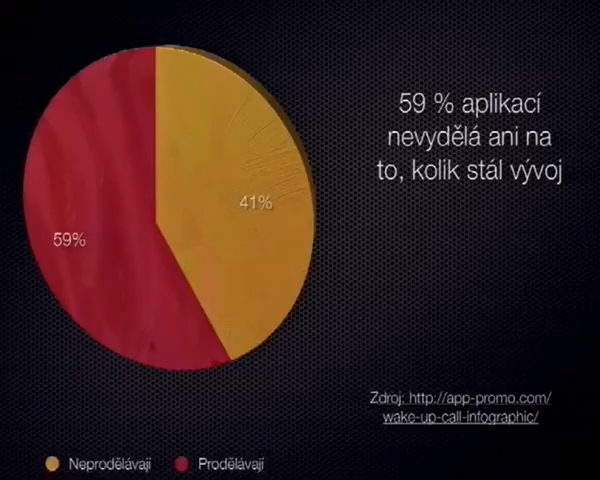 59 % aplikací
nevydělá ani na
to, kolik stál vývoj
41%
59%
Zdroj: http://app-promo.com/
wake-up-call-infographic/
Neprodělávají
Prodělávají